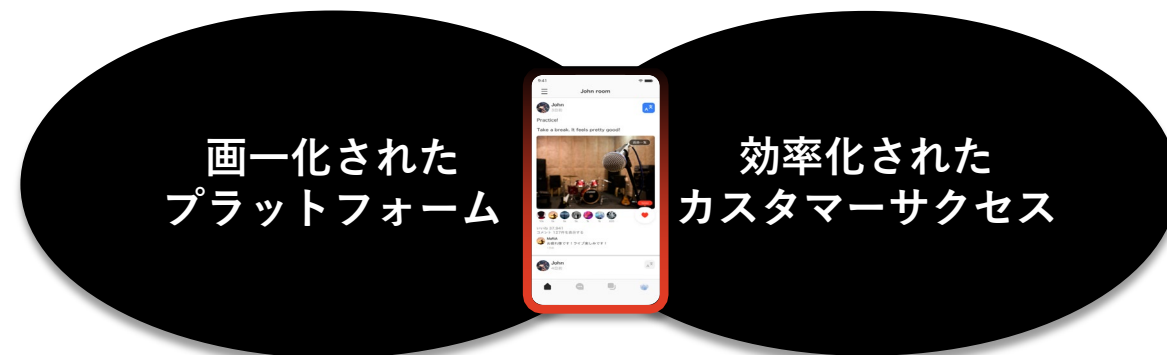 画一化された
プラットフォーム
9:41
John room
John
Practice!
Take a break. It feels pretty good!
John
効率化された
カスタマーサクセス